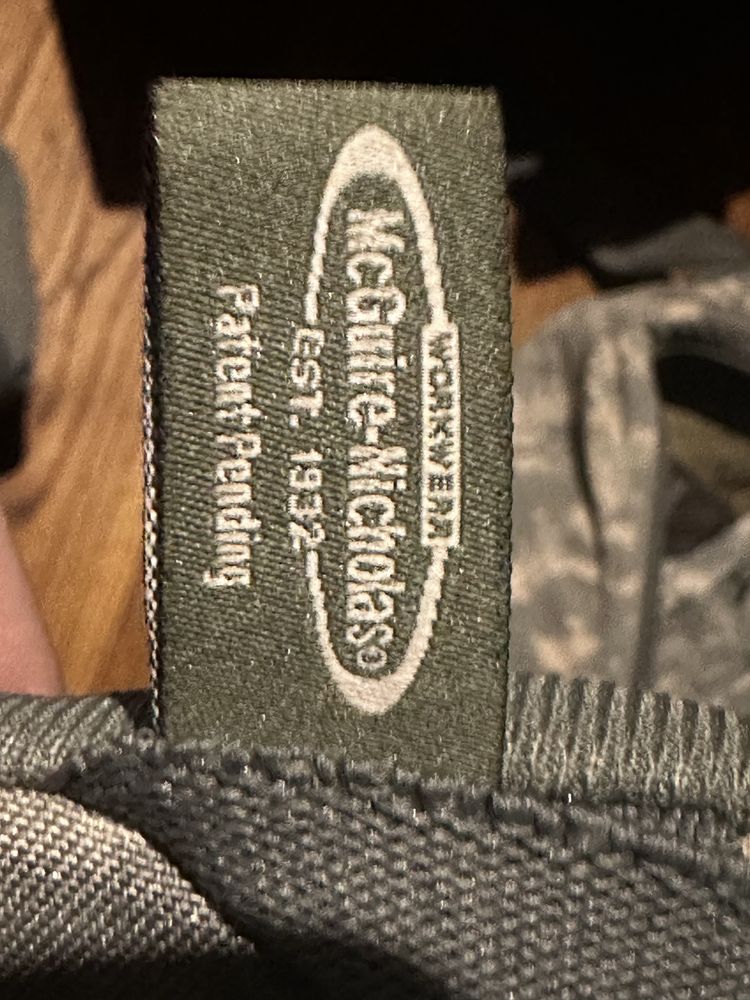 WORKWEAR
McGuire-Nicholas®
EST. 1932
Patent Pending